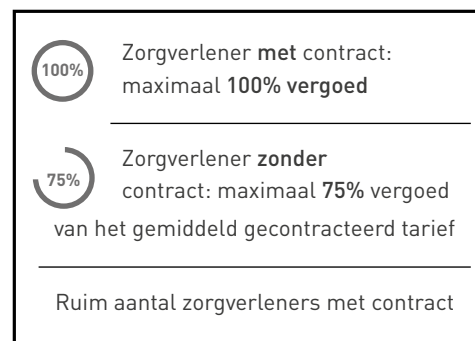 100%
Zorgverlener met contract:
maximaal 100% vergoed
75%
Zorgverlener zonder
contract: maximaal 75% vergoed
van het gemiddeld gecontracteerd tarief
Ruim aantal zorgverleners met contract